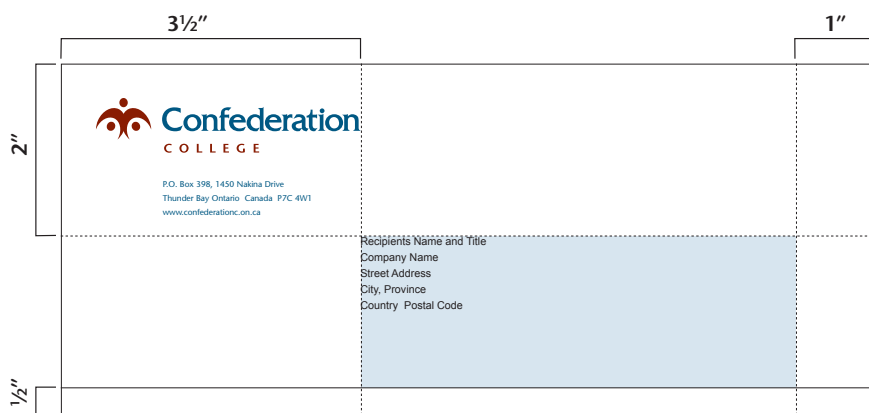 3½″
1″
2″
Confederation
COLLEGE
P.O. Box 398, 1450 Nakina Drive
Thunder Bay Ontario  Canada  P7C 4W1
www.confederationc.on.ca
Recipients Name and Title
Company Name
Street Address
City, Province
Country  Postal Code
½″